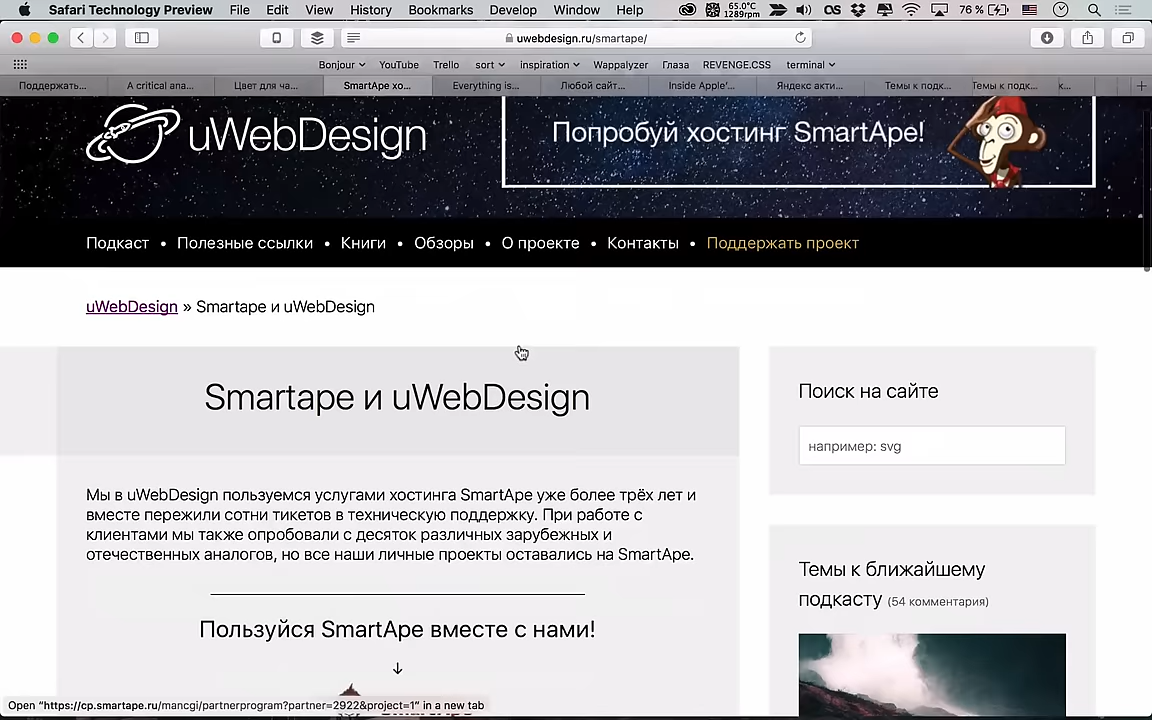 Safari Technology Preview File Edit View History Bookmarks Develop Window Help 65.0°C 1289rpm 76 %
uwebdesign.ru/smartape/
Bonjour YouTube Trello sort inspiration Wappalyzer Глаза REVENGE.CSS terminal
Поддержать... A critical ana... Цвет для ча... SmartApe хо... Everything is... Любой сайт... Inside Apple'... Яндекс акти... Темы к подк... Темы к подк... к...
uWebDesign
Попробуй хостинг SmartApe!
Подкаст • Полезные ссылки • Книги • Обзоры • О проекте • Контакты • Поддержать проект
uWebDesign » Smartape и uWebDesign
Smartape и uWebDesign
Мы в uWebDesign пользуемся услугами хостинга SmartApe уже более трёх лет и
вместе пережили сотни тикетов в техническую поддержку. При работе с
клиентами мы также опробовали с десяток различных зарубежных и
отечественных аналогов, но все наши личные проекты оставались на SmartApe.
Пользуйся SmartApe вместе с нами!
↓
Поиск на сайте
например: svg
Темы к ближайшему
подкасту (54 комментария)
Open "https://cp.smartape.ru/mancgi/partnerprogram?partner=2922&project=1" in a new tab